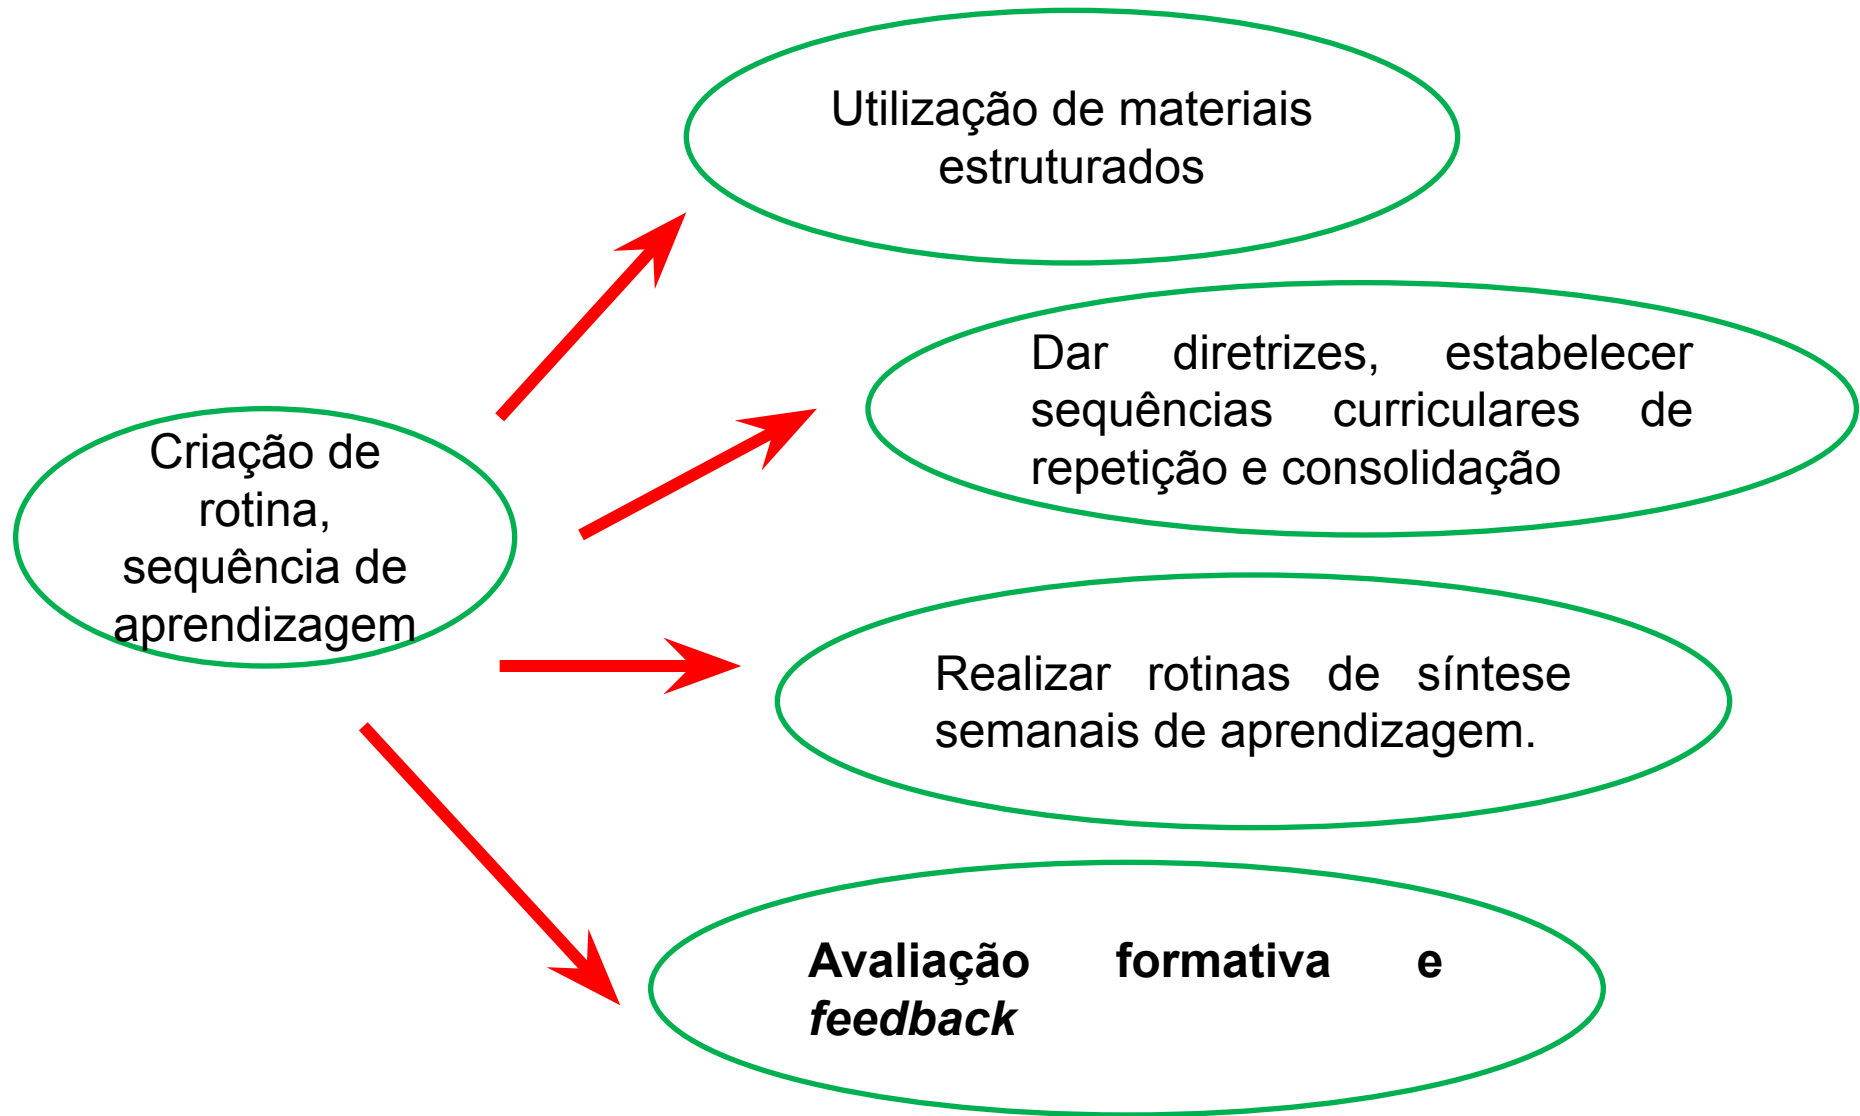 Utilização de materiais
estruturados
Dar diretrizes, estabelecer
sequências curriculares de
repetição e consolidação
Criação de
rotina,
sequência de
aprendizagem
Realizar rotinas de síntese
semanais de aprendizagem.
Avaliação formativa e
feedback